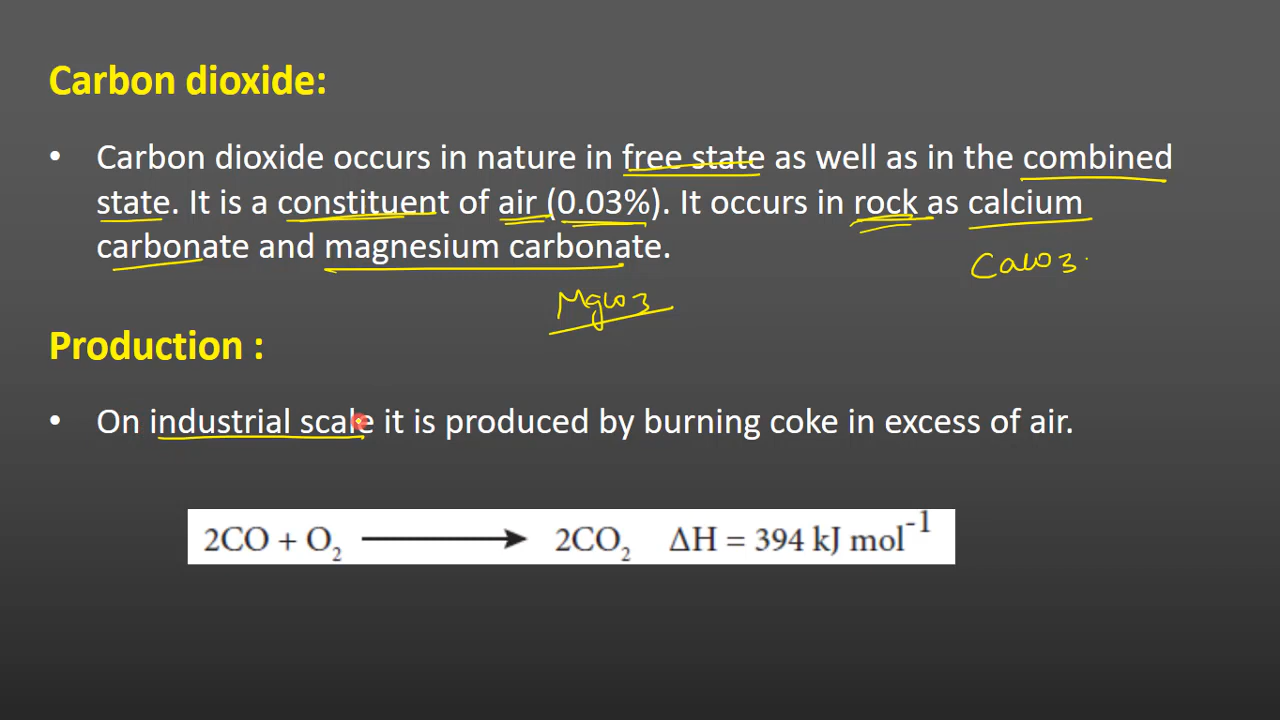 Carbon dioxide:
• Carbon dioxide occurs in nature in free state as well as in the combined
state. It is a constituent of air (0.03%). It occurs in rock as calcium
carbonate and magnesium carbonate.
CaCO3
MgCO3
Production :
• On industrial scale it is produced by burning coke in excess of air.
2CO + O₂ ⟶ 2CO₂ ΔH = 394 kJ mol⁻¹